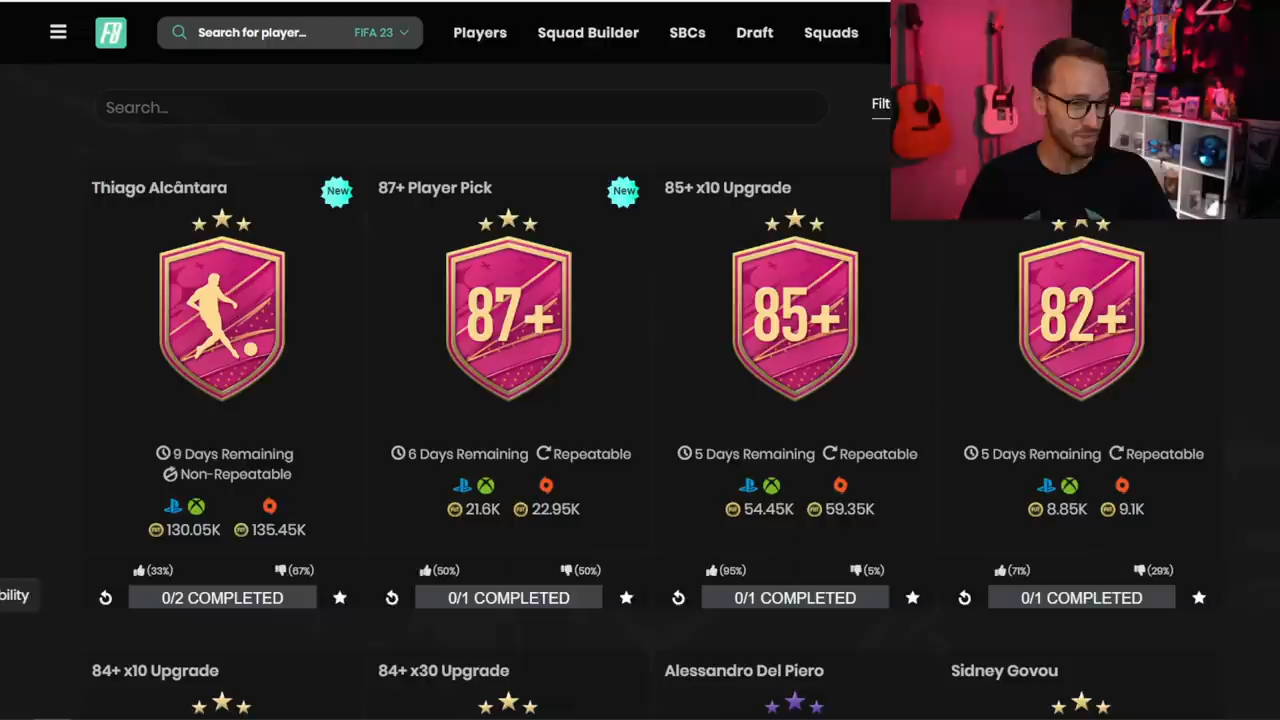 FB
Search for player...
FIFA 23
Players
Squad Builder
SBCs
Draft
Squads
Search...
Filt
Thiago Alcântara
New
87+ Player Pick
New
85+ x10 Upgrade
87+
85+
82+
9 Days Remaining
Non-Repeatable
6 Days Remaining
Repeatable
5 Days Remaining
Repeatable
5 Days Remaining
Repeatable
130.05K
135.45K
21.6K
22.95K
54.45K
59.35K
8.85K
9.1K
(33%)
(67%)
(50%)
(50%)
(95%)
(5%)
(71%)
(29%)
bility
0/2 COMPLETED
0/1 COMPLETED
0/1 COMPLETED
0/1 COMPLETED
84+ x10 Upgrade
84+ x30 Upgrade
Alessandro Del Piero
Sidney Govou